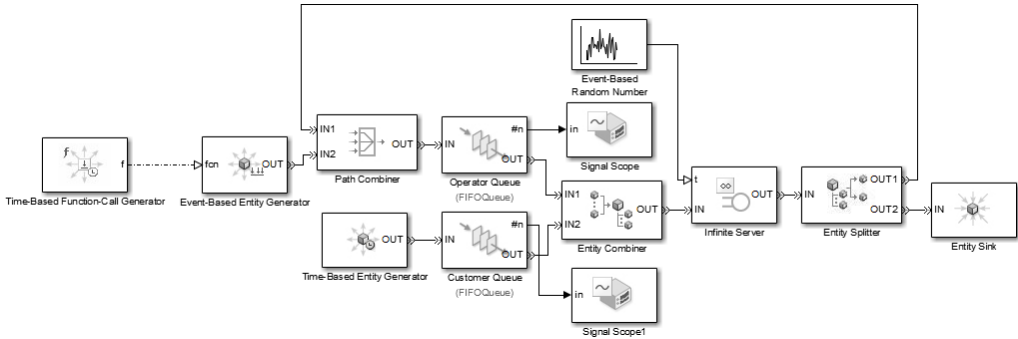 Event-Based
Random Number
IN1
IN2
OUT
Path Combiner
IN
#n
OUT
Operator Queue
(FIFOQueue)
in
Signal Scope
f
f
Time-Based Function-Call Generator
fcn
OUT
Event-Based Entity Generator
IN1
IN2
OUT
Entity Combiner
t
IN
∞
OUT
Infinite Server
IN
OUT1
OUT2
Entity Splitter
IN
Entity Sink
OUT
Time-Based Entity Generator
IN
#n
OUT
Customer Queue
(FIFOQueue)
in
Signal Scope1